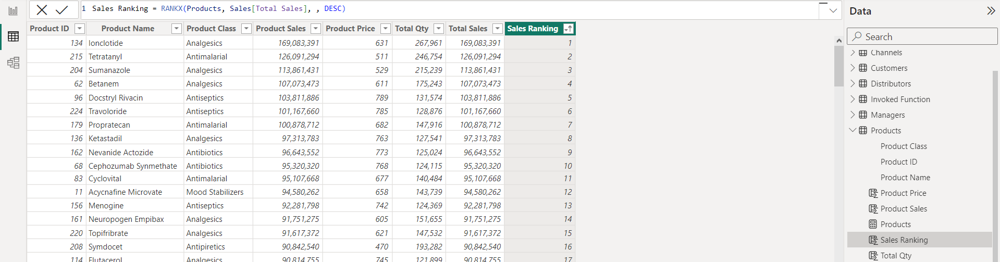 1 Sales Ranking = RANKX(Products, Sales[Total Sales], , DESC)
Product ID Product Name Product Class Product Sales Product Price Total Qty Total Sales Sales Ranking
134 Ionclotide Analgesics 169,083,391 631 267,961 169,083,391 1
215 Tetratanyl Antimalarial 126,091,294 511 246,754 126,091,294 2
204 Sumanazole Analgesics 113,861,431 529 215,239 113,861,431 3
62 Betanem Analgesics 107,073,473 611 175,243 107,073,473 4
96 Docstryl Rivacin Antiseptics 103,811,886 789 131,574 103,811,886 5
224 Travoloride Antiseptics 101,167,660 785 128,876 101,167,660 6
179 Propratecan Antimalarial 100,878,712 682 147,916 100,878,712 7
136 Ketastadil Analgesics 97,313,783 763 127,541 97,313,783 8
162 Nevanide Actozide Antibiotics 96,643,552 773 125,024 96,643,552 9
68 Cephozumab Synmethate Antibiotics 95,320,320 768 124,115 95,320,320 10
83 Cyclovital Antimalarial 95,107,668 677 140,484 95,107,668 11
11 Acycnafine Microvate Mood Stabilizers 94,580,262 658 143,739 94,580,262 12
156 Menogine Antiseptics 92,281,798 742 124,369 92,281,798 13
161 Neuropogen Empibax Analgesics 91,751,275 605 151,655 91,751,275 14
220 Topifribrate Analgesics 91,617,372 621 147,532 91,617,372 15
208 Symdocet Antipiretics 90,842,540 470 193,282 90,842,540 16
114 Flutacerol Analgesics 90,814,755 745 121,899 90,814,755 17
Data
Search
Channels
Customers
Distributors
Invoked Function
Managers
Products
Product Class
Product ID
Product Name
Product Price
Product Sales
Products
Sales Ranking
Total Qty